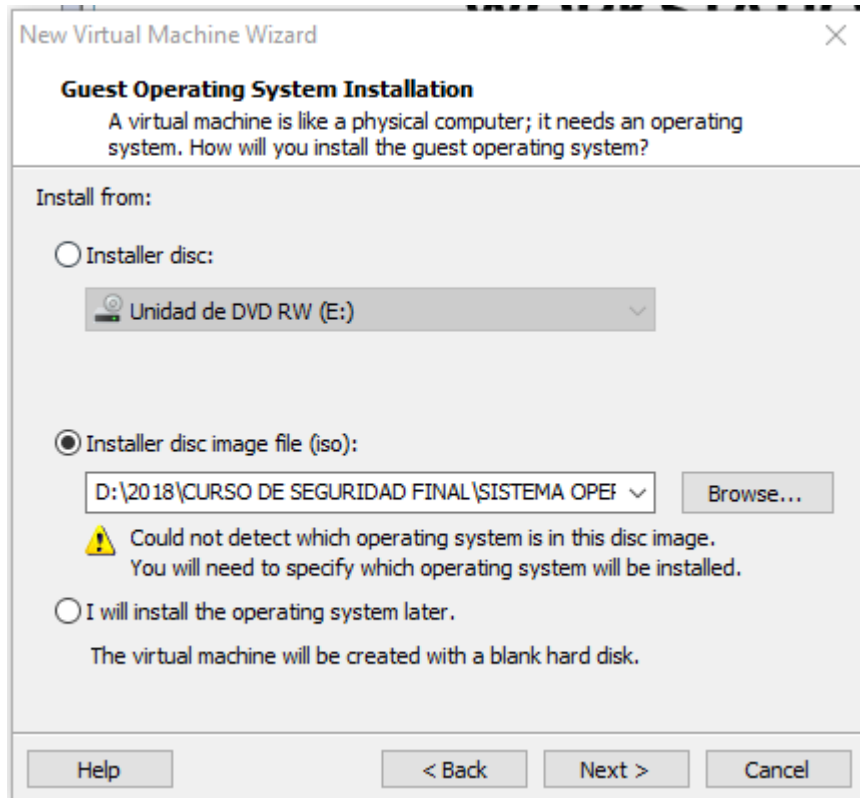 New Virtual Machine Wizard
Guest Operating System Installation
A virtual machine is like a physical computer; it needs an operating
system. How will you install the guest operating system?
Install from:
Installer disc:
Unidad de DVD RW (E:)
Installer disc image file (iso):
D:\2018\CURSO DE SEGURIDAD FINAL\SISTEMA OPER
Browse...
Could not detect which operating system is in this disc image.
You will need to specify which operating system will be installed.
I will install the operating system later.
The virtual machine will be created with a blank hard disk.
Help
< Back
Next >
Cancel